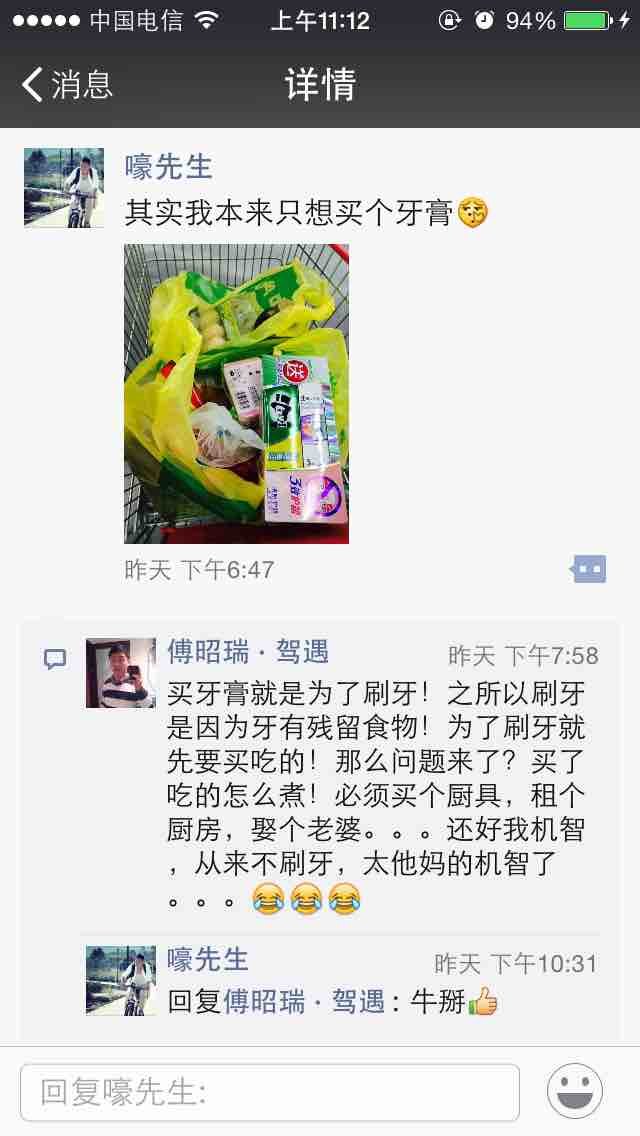 中国电信
上午11:12
94%
消息
详情
嚎先生
其实我本来只想买个牙膏
送
3倍
昨天 下午6:47
傅昭瑞·驾遇
昨天 下午7:58
买牙膏就是为了刷牙！之所以刷牙
是因为牙有残留食物！为了刷牙就
先要买吃的！那么问题来了？买了
吃的怎么煮！必须买个厨具，租个
厨房，娶个老婆。。。还好我机智
，从来不刷牙，太他妈的机智了
。。。😂😂😂
嚎先生
昨天 下午10:31
回复傅昭瑞·驾遇：牛掰👍
回复嚎先生: